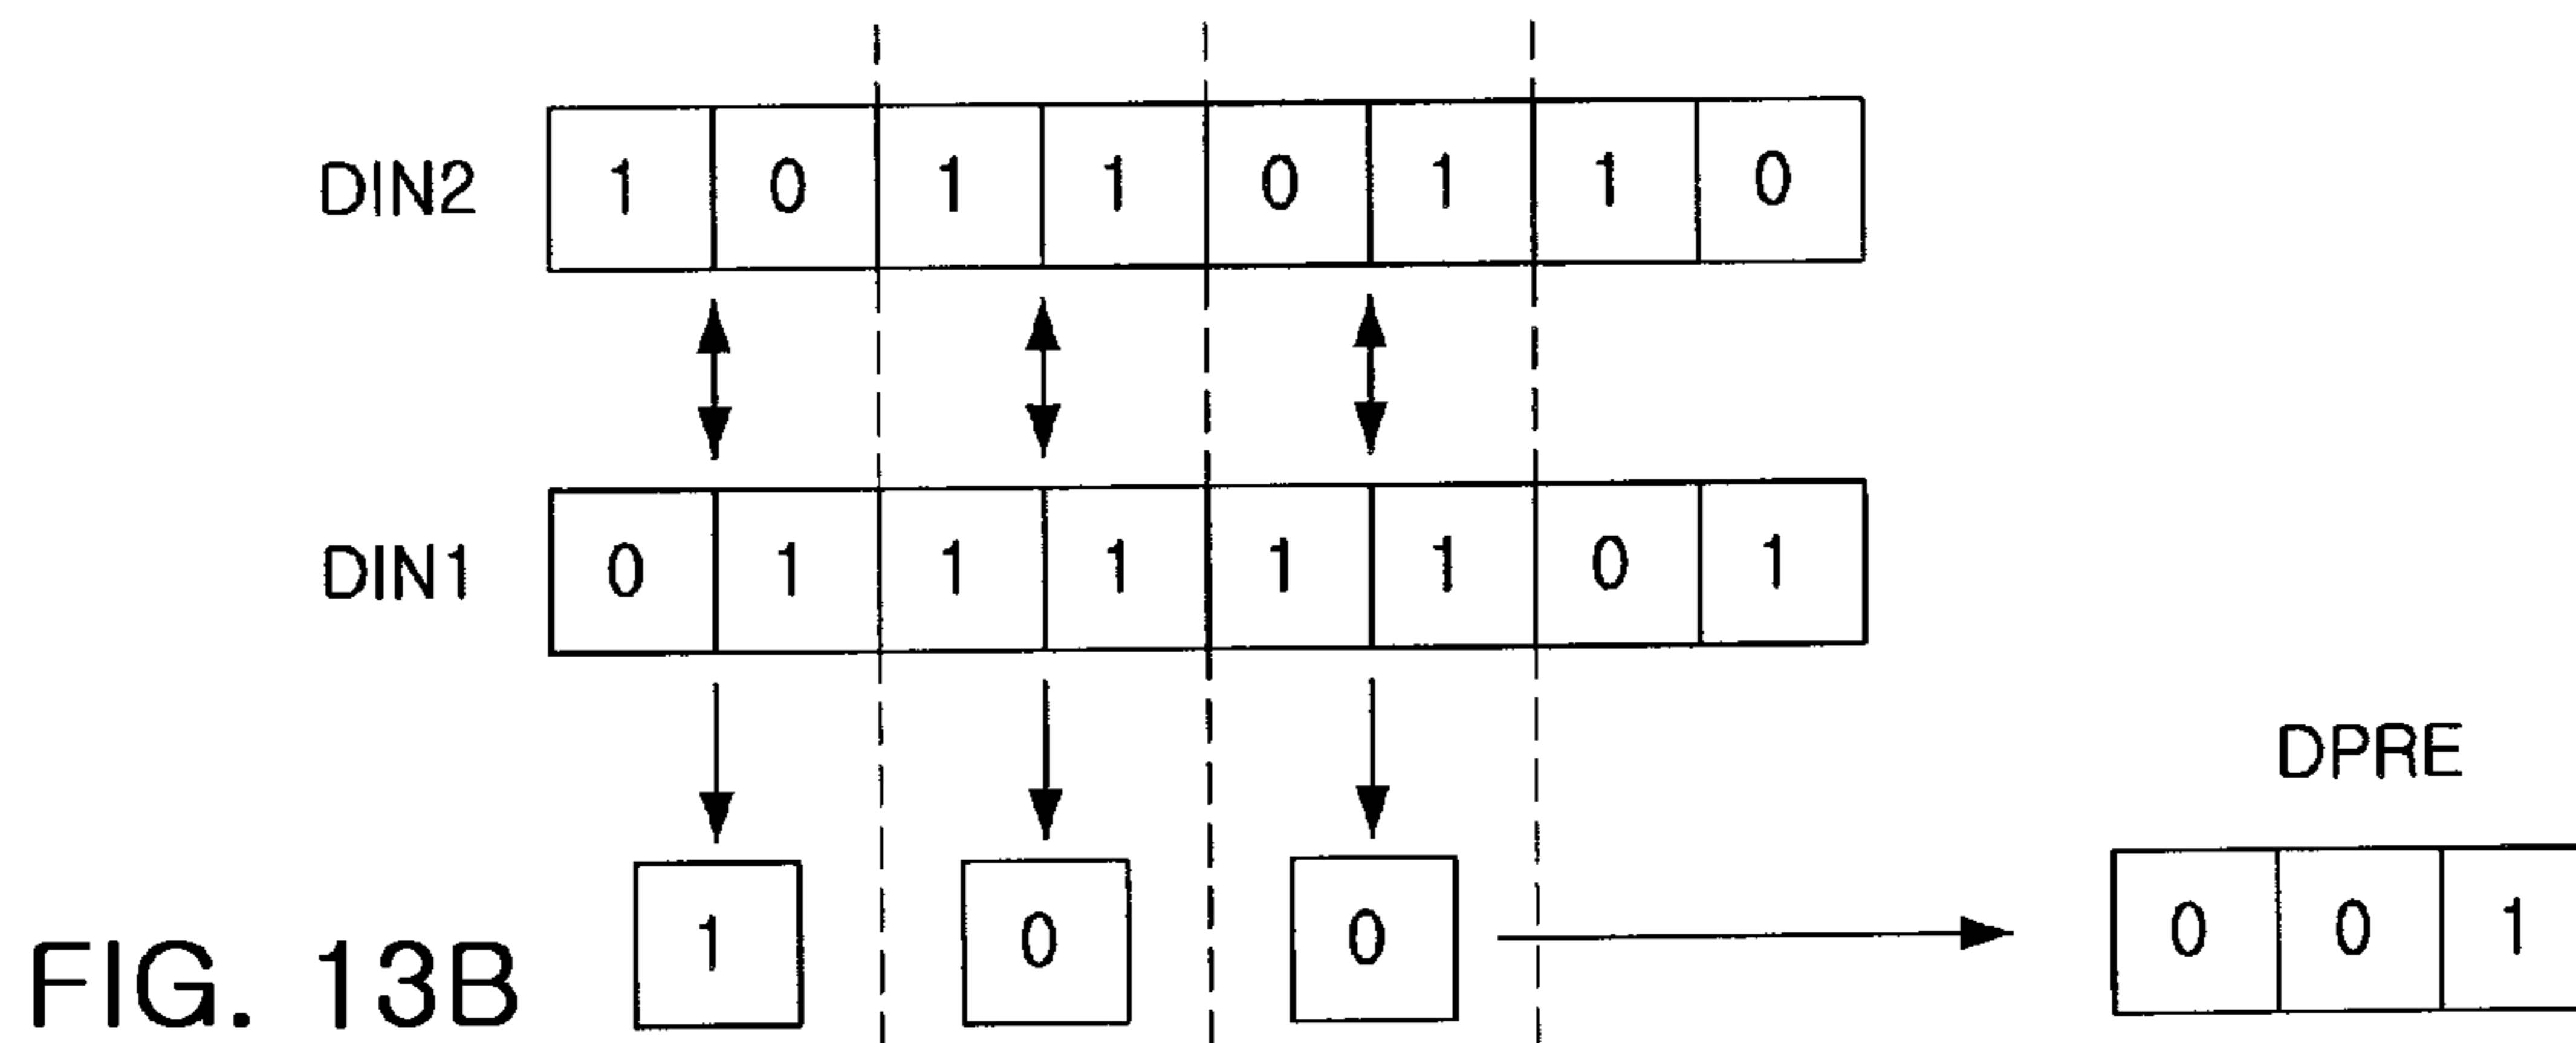 DIN2 1 0 1 1 0 1 1 0
DIN1 0 1 1 1 1 1 0 1
DPRE
FIG. 13B 1 0 0 0 0 1